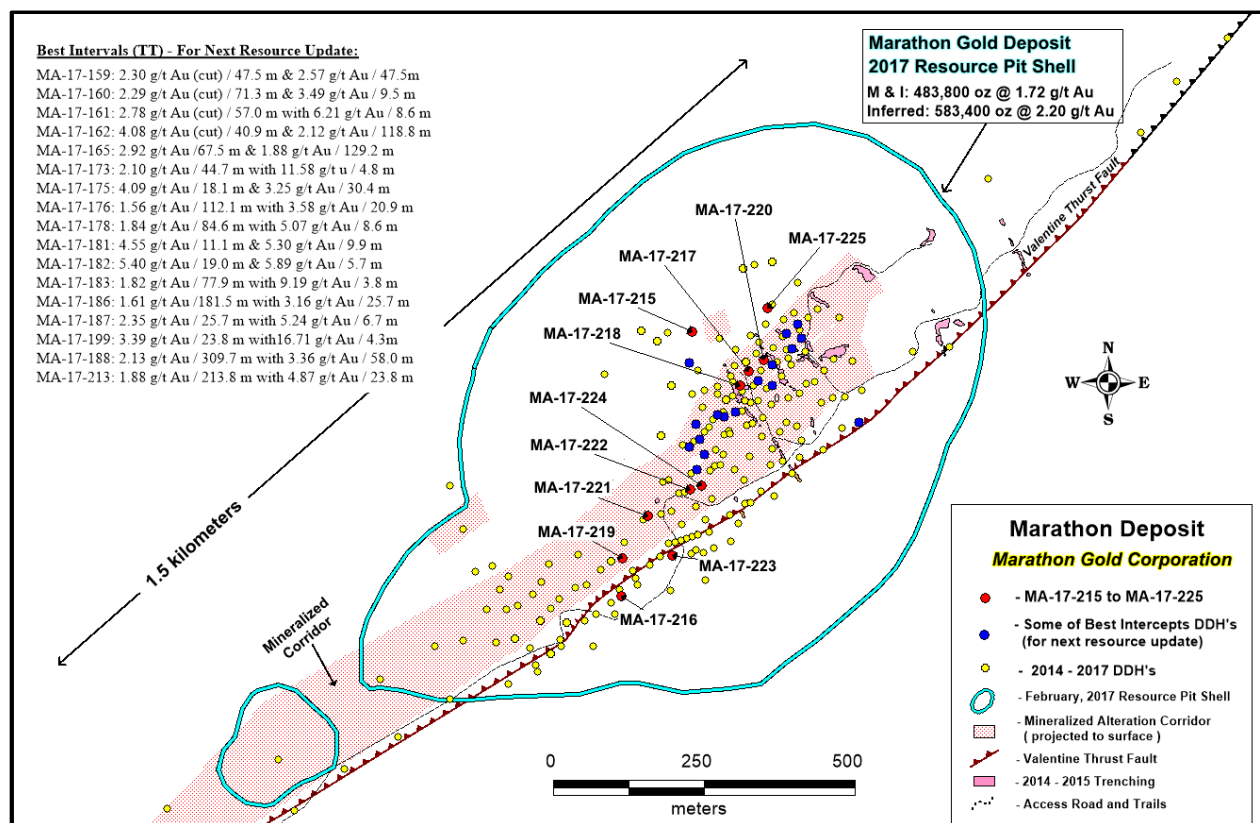 Best Intervals (TT) - For Next Resource Update:
MA-17-159: 2.30 g/t Au (cut) / 47.5 m & 2.57 g/t Au / 47.5m
MA-17-160: 2.29 g/t Au (cut) / 71.3 m & 3.49 g/t Au / 9.5 m
MA-17-161: 2.78 g/t Au (cut) / 57.0 m with 6.21 g/t Au / 8.6 m
MA-17-162: 4.08 g/t Au (cut) / 40.9 m & 2.12 g/t Au / 118.8 m
MA-17-165: 2.92 g/t Au /67.5 m & 1.88 g/t Au / 129.2 m
MA-17-173: 2.10 g/t Au / 44.7 m with 11.58 g/t u / 4.8 m
MA-17-175: 4.09 g/t Au / 18.1 m & 3.25 g/t Au / 30.4 m
MA-17-176: 1.56 g/t Au / 112.1 m with 3.58 g/t Au / 20.9 m
MA-17-178: 1.84 g/t Au / 84.6 m with 5.07 g/t Au / 8.6 m
MA-17-181: 4.55 g/t Au / 11.1 m & 5.30 g/t Au / 9.9 m
MA-17-182: 5.40 g/t Au / 19.0 m & 5.89 g/t Au / 5.7 m
MA-17-183: 1.82 g/t Au / 77.9 m with 9.19 g/t Au / 3.8 m
MA-17-186: 1.61 g/t Au /181.5 m with 3.16 g/t Au / 25.7 m
MA-17-187: 2.35 g/t Au / 25.7 m with 5.24 g/t Au / 6.7 m
MA-17-199: 3.39 g/t Au / 23.8 m with16.71 g/t Au / 4.3m
MA-17-188: 2.13 g/t Au / 309.7 m with 3.36 g/t Au / 58.0 m
MA-17-213: 1.88 g/t Au / 213.8 m with 4.87 g/t Au / 23.8 m
Marathon Gold Deposit
2017 Resource Pit Shell
M & I: 483,800 oz @ 1.72 g/t Au
Inferred: 583,400 oz @ 2.20 g/t Au
Valentine Thrust Fault
MA-17-220
MA-17-225
MA-17-217
MA-17-215
MA-17-218
MA-17-224
MA-17-222
MA-17-221
MA-17-219
MA-17-223
MA-17-216
1.5 kilometers
Mineralized
Corridor
N
W
E
S
0
250
500
meters
Marathon Deposit
Marathon Gold Corporation
- MA-17-215 to MA-17-225
- Some of Best Intercepts DDH's
(for next resource update)
- 2014 - 2017 DDH's
- February, 2017 Resource Pit Shell
- Mineralized Alteration Corridor
( projected to surface )
- Valentine Thrust Fault
- 2014 - 2015 Trenching
- Access Road and Trails